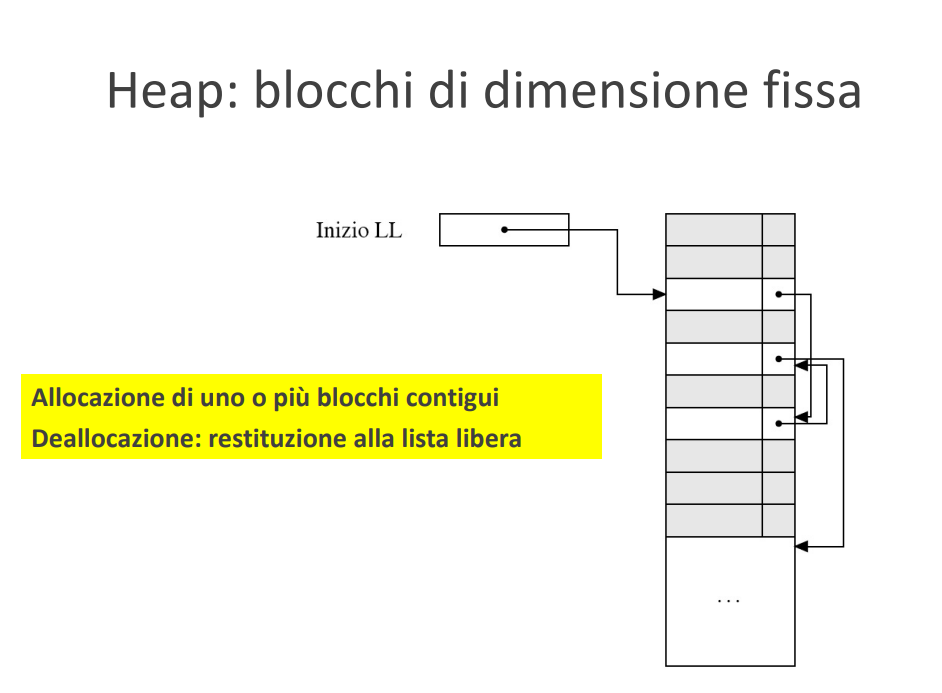 Heap: blocchi di dimensione fissa
Inizio LL
Allocazione di uno o più blocchi contigui
Deallocazione: restituzione alla lista libera
...